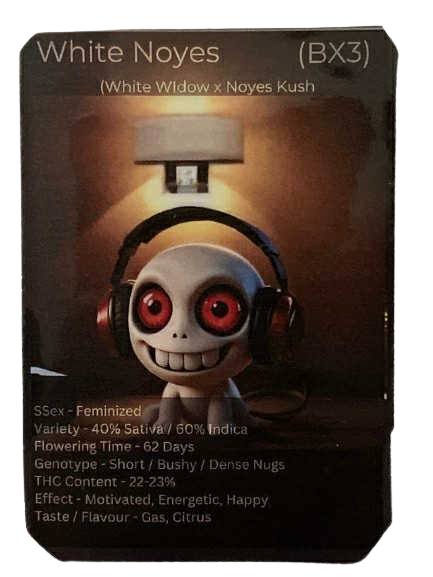 White Noyes (BX3)
(White WIdow x Noyes Kush
SSex - Feminized
Variety - 40% Sativa / 60% Indica
Flowering Time - 62 Days
Genotype - Short / Bushy / Dense Nugs
THC Content - 22-23%
Effect - Motivated, Energetic, Happy
Taste / Flavour - Gas, Citrus